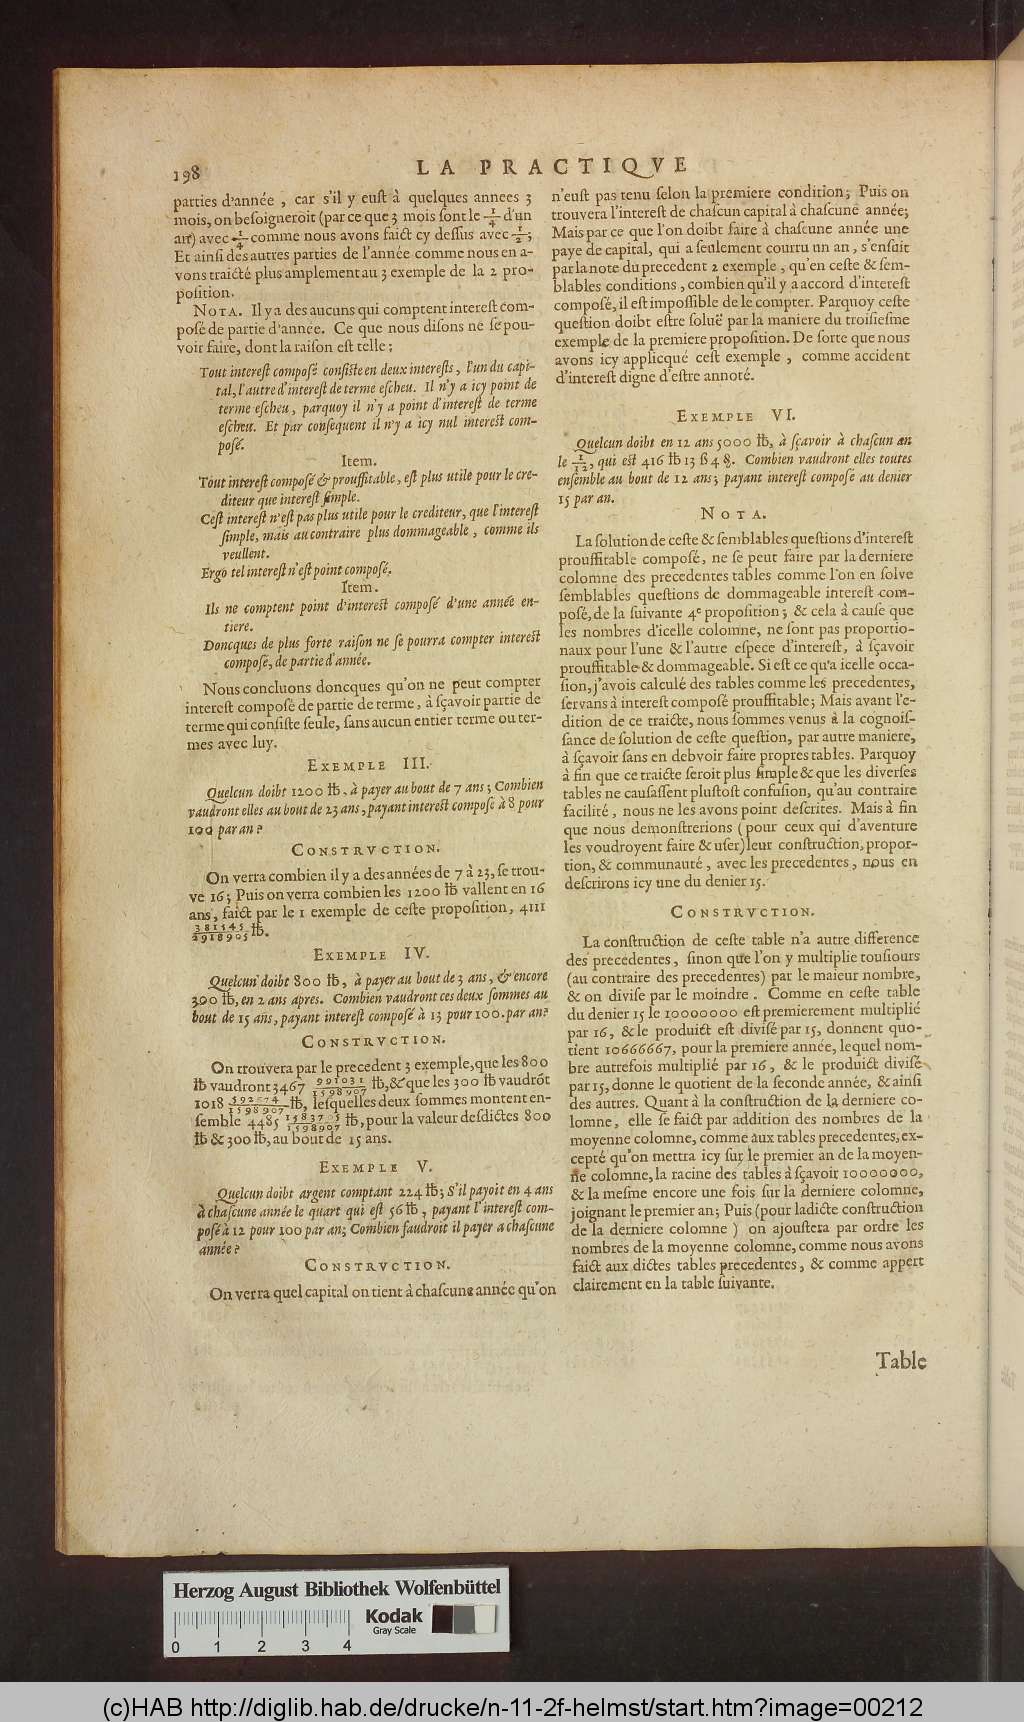 198
LA PRACTIQVE
parties d'année, car s'il y eust à quelques annees 3
mois, on besoigneroit (par ce que 3 mois sont le 1/4 d'un
an) avec 1/4 comme nous avons faict cy dessus avec 1/2;
Et ainsi des autres parties de l'année comme nous en a-
vons traicté plus amplement au 3 exemple de la 2 pro-
position.
NOTA. Il y a des aucuns qui comptent interest com-
posé de partie d'année. Ce que nous disons ne se pou-
voir faire, dont la raison est telle;
Tout interest composé consiste en deux interests, l'un du capi-
tal, l'autre d'interest de terme escheu. Il n'y a icy point de
terme escheu, parquoy il n'y a point d'interest de terme
escheu. Et par consequent il n'y a icy nul interest com-
posé.
Item.
Tout interest composé & prouffitable, est plus utile pour le cre-
diteur que interest simple.
Cest interest n'est pas plus utile pour le crediteur, que l'interest
simple, mais au contraire plus dommageable, comme ils
veullent.
Ergo tel interest n'est point composé.
Item.
Ils ne comptent point d'interest composé d'une année en-
tiere.
Doncques de plus forte raison ne se pourra compter interest
composé, de partie d'année.
Nous concluons doncques qu'on ne peut compter
interest composé de partie de terme, à sçavoir partie de
terme qui consiste seule, sans aucun entier terme ou ter-
mes avec luy.
EXEMPLE III.
Quelcun doibt 1200 ℔, à payer au bout de 7 ans; Combien
vaudront elles au bout de 23 ans, payant interest composé à 8 pour
100 par an?
CONSTRVCTION.
On verra combien il y a des années de 7 à 23, se trou-
ve 16; Puis on verra combien les 1200 ℔ vallent en 16
ans, faict par le 1 exemple de ceste proposition, 4111
381545/2918905 ℔.
EXEMPLE IV.
Quelcun doibt 800 ℔, à payer au bout de 3 ans, & encore
300 ℔, en 2 ans apres. Combien vaudront ces deux sommes au
bout de 15 ans, payant interest composé à 13 pour 100. par an?
CONSTRVCTION.
On trouvera par le precedent 3 exemple, que les 800
℔ vaudront 3467 991031/1598907 ℔, & que les 300 ℔ vaudrõt
1018 592674/1598907 ℔, lesquelles deux sommes montent en-
semble 4485 1583705/1598907 ℔, pour la valeur desdictes 800
℔ & 300 ℔, au bout de 15 ans.
EXEMPLE V.
Quelcun doibt argent comptant 224 ℔; S'il payoit en 4 ans
à chascune année le quart qui est 56 ℔, payant l'interest com-
posé à 12 pour 100 par an; Combien faudroit il payer a chascune
année?
CONSTRVCTION.
On verra quel capital on tient à chascune année qu'on
n'eust pas tenu selon la premiere condition; Puis on
trouvera l'interest de chascun capital à chascune année;
Mais par ce que l'on doibt faire à chascune année une
paye de capital, qui a seulement courru un an, s'ensuit
par la note du precedent 2 exemple, qu'en ceste & sem-
blables conditions, combien qu'il y a accord d'interest
composé, il est impossible de le compter. Parquoy ceste
question doibt estre soluë par la maniere du troisiesme
exemple de la premiere proposition. De sorte que nous
avons icy applicqué cest exemple, comme accident
d'interest digne d'estre annoté.
EXEMPLE VI.
Quelcun doibt en 12 ans 5000 ℔, à sçavoir à chascun an
le 1/12, qui est 416 ℔ 13 ß 4 ₰. Combien vaudront elles toutes
ensemble au bout de 12 ans; payant interest composé au denier
15 par an.
NOTA.
La solution de ceste & semblables questions d'interest
prouffitable composé, ne se peut faire par la derniere
colomne des precedentes tables comme l'on en solve
semblables questions de dommageable interest com-
posé, de la suivante 4e proposition; & cela à cause que
les nombres d'icelle colomne, ne sont pas proportio-
naux pour l'une & l'autre espece d'interest, à sçavoir
prouffitable & dommageable. Si est ce qu'a icelle occa-
sion, j'avois calculé des tables comme les precedentes,
servans à interest composé prouffitable; Mais avant l'e-
dition de ce traicte, nous sommes venus à la cognois-
sance de solution de ceste question, par autre maniere,
à sçavoir sans en debvoir faire propres tables. Parquoy
à fin que ce traicte seroit plus simple & que les diverses
tables ne causassent plustost confusion, qu'au contraire
facilité, nous ne les avons point descrites. Mais à fin
que nous demonstrerions (pour ceux qui d'aventure
les voudroyent faire & user) leur construction, propor-
tion, & communauté, avec les precedentes, nous en
descrirons icy une du denier 15.
CONSTRVCTION.
La construction de ceste table n'a autre difference
des precedentes, sinon que l'on y multiplie tousiours
(au contraire des precedentes) par le maieur nombre,
& on divise par le moindre. Comme en ceste table
du denier 15 le 10000000 est premierement multiplié
par 16, & le produict est divisé par 15, donnent quo-
tient 10666667, pour la premiere année, lequel nom-
bre autrefois multiplié par 16, & le produict divisé
par 15, donne le quotient de la seconde année, & ainsi
des autres. Quant à la construction de la derniere co-
lomne, elle se faict par addition des nombres de la
moyenne colomne, comme aux tables precedentes, ex-
cepté qu'on mettra icy sur le premier an de la moyen-
ne colomne, la racine des tables à sçavoir 10000000,
& la mesme encore une fois sur la derniere colomne,
joignant le premier an; Puis (pour ladicte construction
de la derniere colomne) on ajoustera par ordre les
nombres de la moyenne colomne, comme nous avons
faict aux dictes tables precedentes, & comme appert
clairement en la table suivante.
Table
Herzog August Bibliothek Wolfenbüttel
Kodak
Gray Scale
0 1 2 3 4
(c)HAB http://diglib.hab.de/drucke/n-11-2f-helmst/start.htm?image=00212